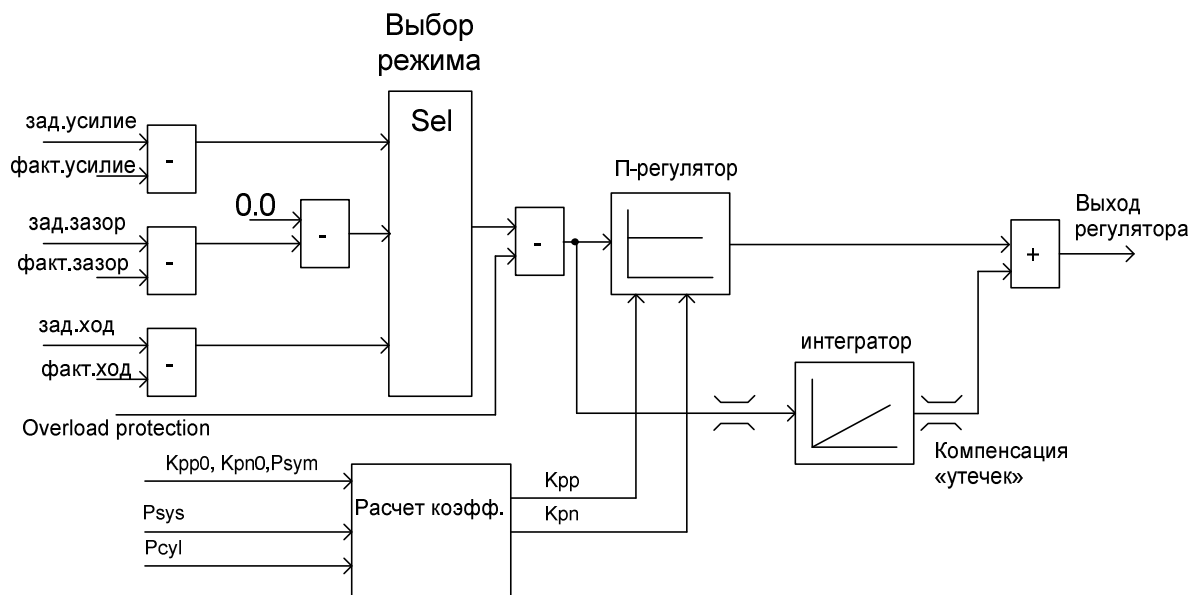 Выбор
режима
Sel
зад.усилие
факт.усилие
-
0.0
-
зад.зазор
факт.зазор
-
зад.ход
факт.ход
-
Overload protection
-
П-регулятор
+
Выход
регулятора
интегратор
Компенсация
«утечек»
Kpp0, Kpn0,Psym
Psys
Pcyl
Расчет коэфф.
Kpp
Kpn